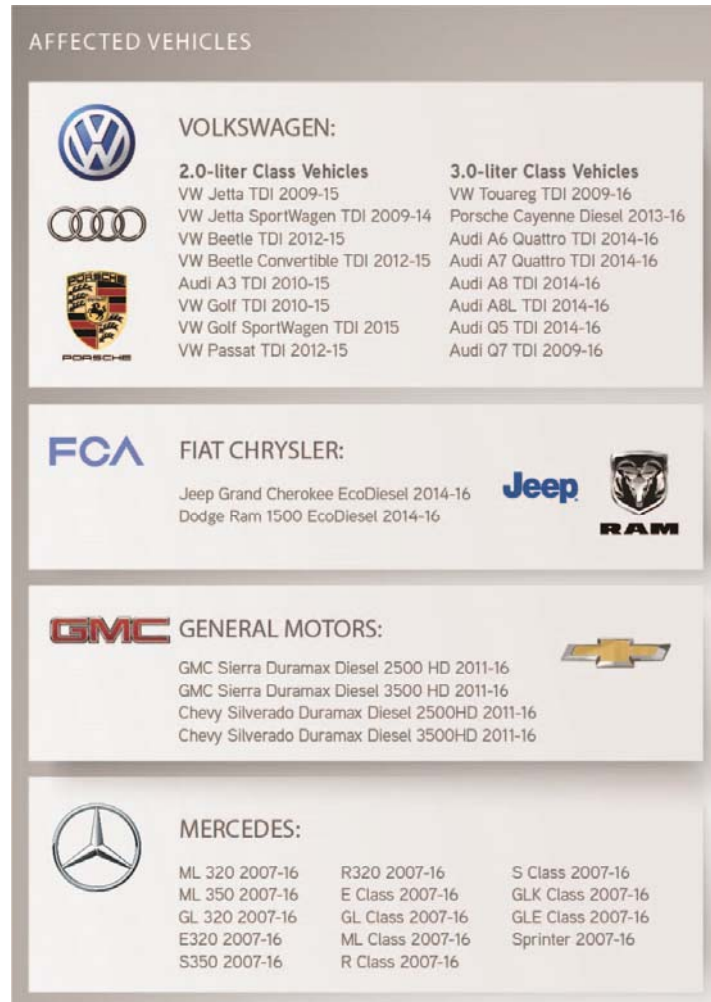 AFFECTED VEHICLES
VOLKSWAGEN:
2.0-liter Class Vehicles
VW Jetta TDI 2009-15
VW Jetta SportWagen TDI 2009-14
VW Beetle TDI 2012-15
VW Beetle Convertible TDI 2012-15
Audi A3 TDI 2010-15
VW Golf TDI 2010-15
VW Golf SportWagen TDI 2015
VW Passat TDI 2012-15
3.0-liter Class Vehicles
VW Touareg TDI 2009-16
Porsche Cayenne Diesel 2013-16
Audi A6 Quattro TDI 2014-16
Audi A7 Quattro TDI 2014-16
Audi A8 TDI 2014-16
Audi A8L TDI 2014-16
Audi Q5 TDI 2014-16
Audi Q7 TDI 2009-16
VW
PORSCHE
PORSCHE
FCA
FIAT CHRYSLER:
Jeep Grand Cherokee EcoDiesel 2014-16
Dodge Ram 1500 EcoDiesel 2014-16
Jeep
RAM
GMC
GENERAL MOTORS:
GMC Sierra Duramax Diesel 2500 HD 2011-16
GMC Sierra Duramax Diesel 3500 HD 2011-16
Chevy Silverado Duramax Diesel 2500HD 2011-16
Chevy Silverado Duramax Diesel 3500HD 2011-16
MERCEDES:
ML 320 2007-16
ML 350 2007-16
GL 320 2007-16
E320 2007-16
S350 2007-16
R320 2007-16
E Class 2007-16
GL Class 2007-16
ML Class 2007-16
R Class 2007-16
S Class 2007-16
GLK Class 2007-16
GLE Class 2007-16
Sprinter 2007-16